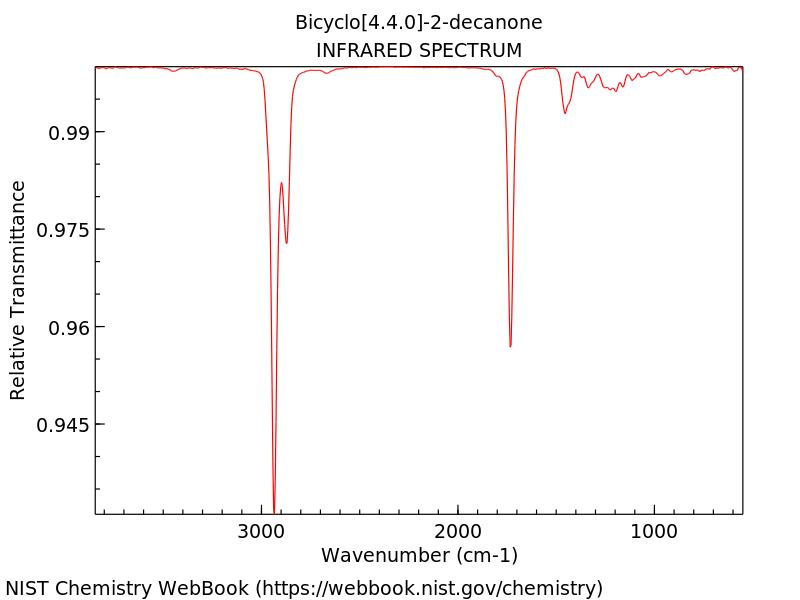 Bicyclo[4.4.0]-2-decanone
INFRARED SPECTRUM
Relative Transmittance
0.99
0.975
0.96
0.945
3000 2000 1000
Wavenumber (cm-1)
NIST Chemistry WebBook (https://webbook.nist.gov/chemistry)